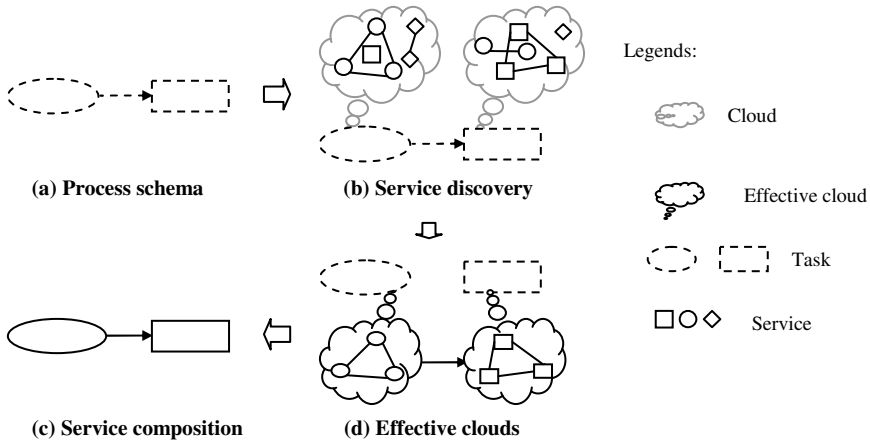 Legends:
Cloud
(a) Process schema
(b) Service discovery
Effective cloud
Task
Service
(c) Service composition
(d) Effective clouds